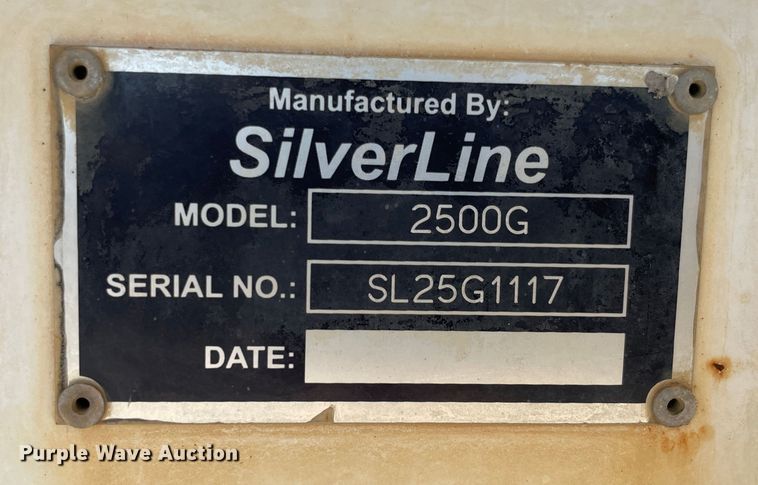 Manufactured By:
SilverLine
MODEL: 2500G
SERIAL NO.: SL25G1117
DATE:
Purple Wave Auction